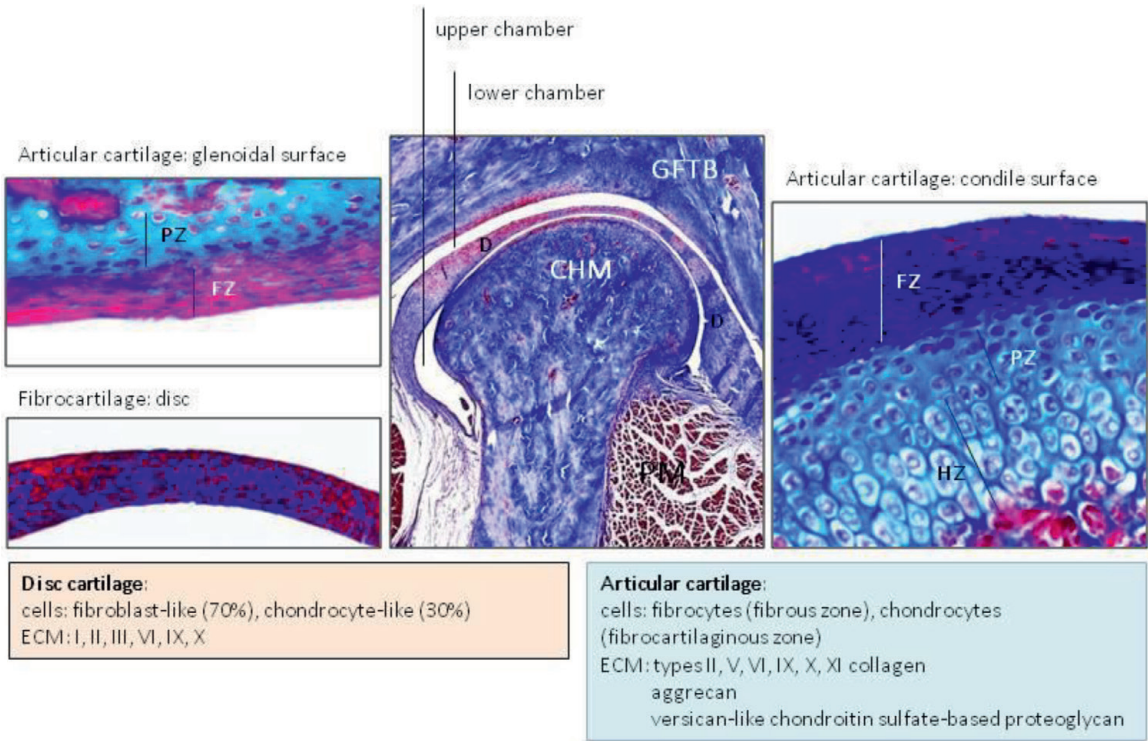 upper chamber
lower chamber
Articular cartilage: glenoidal surface
PZ
FZ
GFTB
D
CHM
D
PM
Articular cartilage: condile surface
FZ
PZ
HZ
Fibrocartilage: disc
Disc cartilage:
cells: fibroblast-like (70%), chondrocyte-like (30%)
ECM: I, II, III, VI, IX, X
Articular cartilage:
cells: fibrocytes (fibrous zone), chondrocytes
(fibrocartilaginous zone)
ECM: types II, V, VI, IX, X, XI collagen
aggrecan
versican-like chondroitin sulfate-based proteoglycan